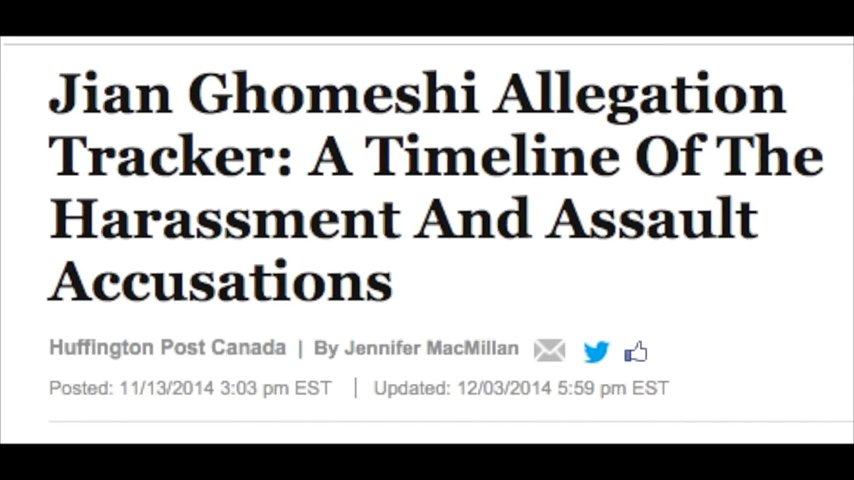 Jian Ghomeshi Allegation
Tracker: A Timeline Of The
Harassment And Assault
Accusations
Huffington Post Canada | By Jennifer MacMillan
Posted: 11/13/2014 3:03 pm EST | Updated: 12/03/2014 5:59 pm EST